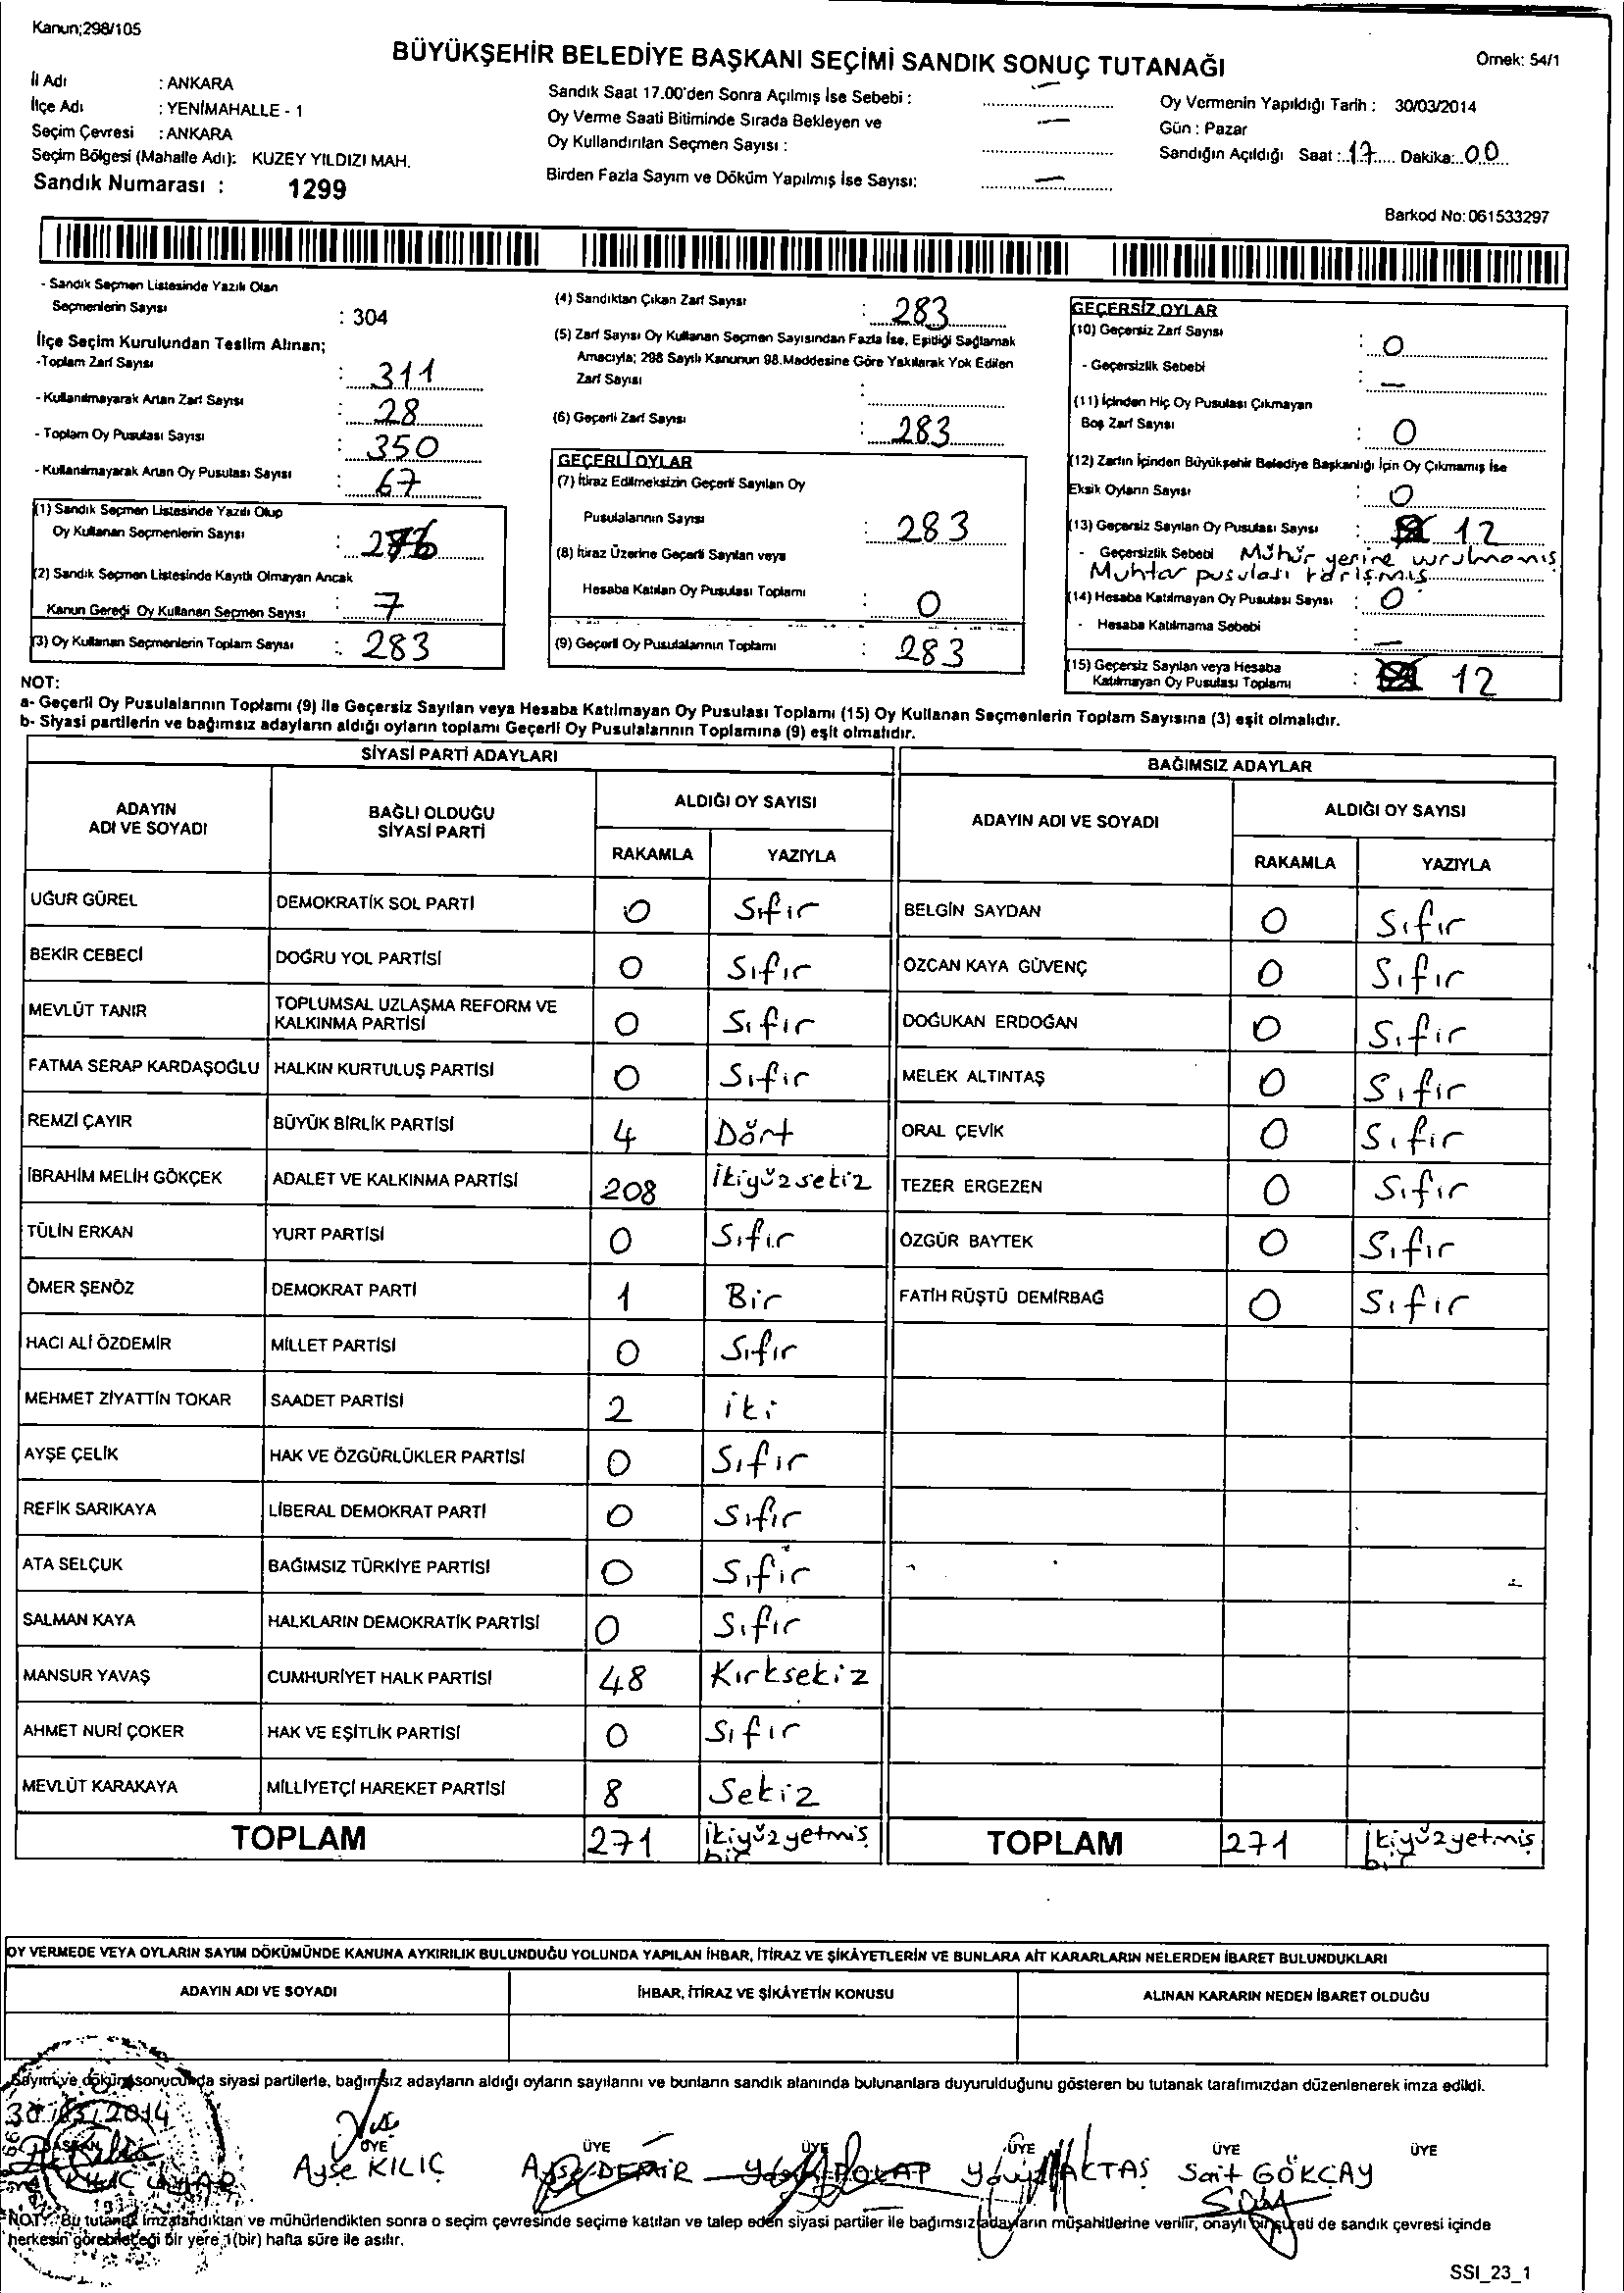 Kanun;298/105
BÜYÜKŞEHİR BELEDİYE BAŞKANI SEÇİMİ SANDIK SONUÇ TUTANAĞI
Örnek: 54/1
İl Adı : ANKARA
İlçe Adı : YENİMAHALLE - 1
Seçim Çevresi : ANKARA
Seçim Bölgesi (Mahalle Adı): KUZEY YILDIZI MAH.
Sandık Numarası : 1299
Sandık Saat 17.00'den Sonra Açılmış İse Sebebi : —
Oy Verme Saati Bitiminde Sırada Bekleyen ve —
Oy Kullandırılan Seçmen Sayısı :
Birden Fazla Sayım ve Döküm Yapılmış İse Sayısı: —
Oy Vermenin Yapıldığı Tarih : 30/03/2014
Gün : Pazar
Sandığın Açıldığı Saat : 17 Dakika: 00
Barkod No: 061533297
- Sandık Seçmen Listesinde Yazılı Olan
Seçmenlerin Sayısı : 304
İlçe Seçim Kurulundan Teslim Alınan;
-Toplam Zarf Sayısı : 311
- Kullanılmayarak Artan Zarf Sayısı : 28
- Toplam Oy Pusulası Sayısı : 350
- Kullanılmayarak Artan Oy Pusulası Sayısı : 67
(1) Sandık Seçmen Listesinde Yazılı Olup
Oy Kullanan Seçmenlerin Sayısı : 276
(2) Sandık Seçmen Listesinde Kayıtlı Olmayan Ancak
Kanun Gereği Oy Kullanan Seçmen Sayısı : 7
(3) Oy Kullanan Seçmenlerin Toplam Sayısı : 283
(4) Sandıktan Çıkan Zarf Sayısı : 283
(5) Zarf Sayısı Oy Kullanan Seçmen Sayısından Fazla İse, Eşitliği Sağlamak
Amacıyla; 298 Sayılı Kanunun 98.Maddesine Göre Yakılarak Yok Edilen
Zarf Sayısı :
(6) Geçerli Zarf Sayısı : 283
GEÇERLİ OYLAR
(7) İtiraz Edilmeksizin Geçerli Sayılan Oy
Pusulalarının Sayısı : 283
(8) İtiraz Üzerine Geçerli Sayılan veya
Hesaba Katılan Oy Pusulası Toplamı : 0
(9) Geçerli Oy Pusulalarının Toplamı : 283
GEÇERSİZ OYLAR
(10) Geçersiz Zarf Sayısı : 0
- Geçersizlik Sebebi : —
(11) İçinden Hiç Oy Pusulası Çıkmayan
Boş Zarf Sayısı : 0
(12) Zarfın İçinden Büyükşehir Belediye Başkanlığı İçin Oy Çıkmamış İse
Eksik Oyların Sayısı : 0
(13) Geçersiz Sayılan Oy Pusulası Sayısı : 12
- Geçersizlik Sebebi Mühür yerine vurulmamış
Muhtar pusulası karışmış
(14) Hesaba Katılmayan Oy Pusulası Sayısı : 0
- Hesaba Katılmama Sebebi : —
(15) Geçersiz Sayılan veya Hesaba
Katılmayan Oy Pusulası Toplamı : 12
NOT:
a- Geçerli Oy Pusulalarının Toplamı (9) ile Geçersiz Sayılan veya Hesaba Katılmayan Oy Pusulası Toplamı (15) Oy Kullanan Seçmenlerin Toplam Sayısına (3) eşit olmalıdır.
b- Siyasi partilerin ve bağımsız adayların aldığı oyların toplamı Geçerli Oy Pusulalarının Toplamına (9) eşit olmalıdır.
SİYASİ PARTİ ADAYLARI
ADAYIN ADI VE SOYADI
BAĞLI OLDUĞU SİYASİ PARTİ
ALDIĞI OY SAYISI
RAKAMLA YAZIYLA
UĞUR GÜREL DEMOKRATİK SOL PARTİ 0 Sıfır
BEKİR CEBECİ DOĞRU YOL PARTİSİ 0 Sıfır
MEVLÜT TANIR TOPLUMSAL UZLAŞMA REFORM VE KALKINMA PARTİSİ 0 Sıfır
FATMA SERAP KARDAŞOĞLU HALKIN KURTULUŞ PARTİSİ 0 Sıfır
REMZİ ÇAYIR BÜYÜK BİRLİK PARTİSİ 4 Dört
İBRAHİM MELİH GÖKÇEK ADALET VE KALKINMA PARTİSİ 208 ikiyüzsekiz
TÜLİN ERKAN YURT PARTİSİ 0 Sıfır
ÖMER ŞENÖZ DEMOKRAT PARTİ 1 Bir
HACI ALİ ÖZDEMİR MİLLET PARTİSİ 0 Sıfır
MEHMET ZİYATTİN TOKAR SAADET PARTİSİ 2 iki
AYŞE ÇELİK HAK VE ÖZGÜRLÜKLER PARTİSİ 0 Sıfır
REFİK SARIKAYA LİBERAL DEMOKRAT PARTİ 0 Sıfır
ATA SELÇUK BAĞIMSIZ TÜRKİYE PARTİSİ 0 Sıfır
SALMAN KAYA HALKLARIN DEMOKRATİK PARTİSİ 0 Sıfır
MANSUR YAVAŞ CUMHURİYET HALK PARTİSİ 48 Kırksekiz
AHMET NURİ ÇOKER HAK VE EŞİTLİK PARTİSİ 0 Sıfır
MEVLÜT KARAKAYA MİLLİYETÇİ HAREKET PARTİSİ 8 Sekiz
TOPLAM 271 ikiyüzyetmiş bir
BAĞIMSIZ ADAYLAR
ADAYIN ADI VE SOYADI
ALDIĞI OY SAYISI
RAKAMLA YAZIYLA
BELGİN SAYDAN 0 Sıfır
ÖZCAN KAYA GÜVENÇ 0 Sıfır
DOĞUKAN ERDOĞAN 0 Sıfır
MELEK ALTINTAŞ 0 Sıfır
ORAL ÇEVİK 0 Sıfır
TEZER ERGEZEN 0 Sıfır
ÖZGÜR BAYTEK 0 Sıfır
FATİH RÜŞTÜ DEMİRBAĞ 0 Sıfır
TOPLAM 271 ikiyüzyetmiş bir
OY VERMEDE VEYA OYLARIN SAYIM DÖKÜMÜNDE KANUNA AYKIRILIK BULUNDUĞU YOLUNDA YAPILAN İHBAR, İTİRAZ VE ŞİKÂYETLERİN VE BUNLARA AİT KARARLARIN NELERDEN İBARET BULUNDUKLARI
ADAYIN ADI VE SOYADI
İHBAR, İTİRAZ VE ŞİKÂYETİN KONUSU
ALINAN KARARIN NEDEN İBARET OLDUĞU
Sayım ve döküm sonucunda siyasi partilerle, bağımsız adayların aldığı oyların sayılarını ve bunların sandık alanında bulunanlara duyurulduğunu gösteren bu tutanak tarafımızdan düzenlenerek imza edildi.
30/03/2014
BAŞKAN ÜYE ÜYE ÜYE ÜYE ÜYE ÜYE
Ayşe KILIÇ
Ayşe DEMİR
POLAT
AKTAŞ
Sait GÖKÇAY
NOT: Bu tutanak imzalandıktan ve mühürlendikten sonra o seçim çevresinde seçime katılan ve talep eden siyasi partiler ile bağımsız adayların müşahitlerine verilir, onaylı bir sureti de sandık çevresi içinde
herkesin görebileceği bir yere 1(bir) hafta süre ile asılır.
SSI_23_1